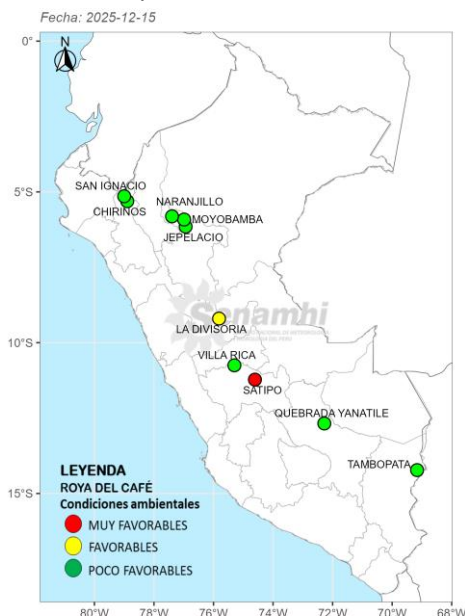 Fecha: 2025-12-15
N
0°
SAN IGNACIO
NARANJILLO
5°S
CHIRINOS
MOYOBAMBA
JEPELACIO
Senamhi
LA DIVISORIA
10°S
VILLA RICA
SATIPO
QUEBRADA YANATILE
TAMBOPATA
LEYENDA
15°S
ROYA DEL CAFÉ
Condiciones ambientales
MUY FAVORABLES
FAVORABLES
POCO FAVORABLES
80°W 78°W 76°W 74°W 72°W 70°W 68°W